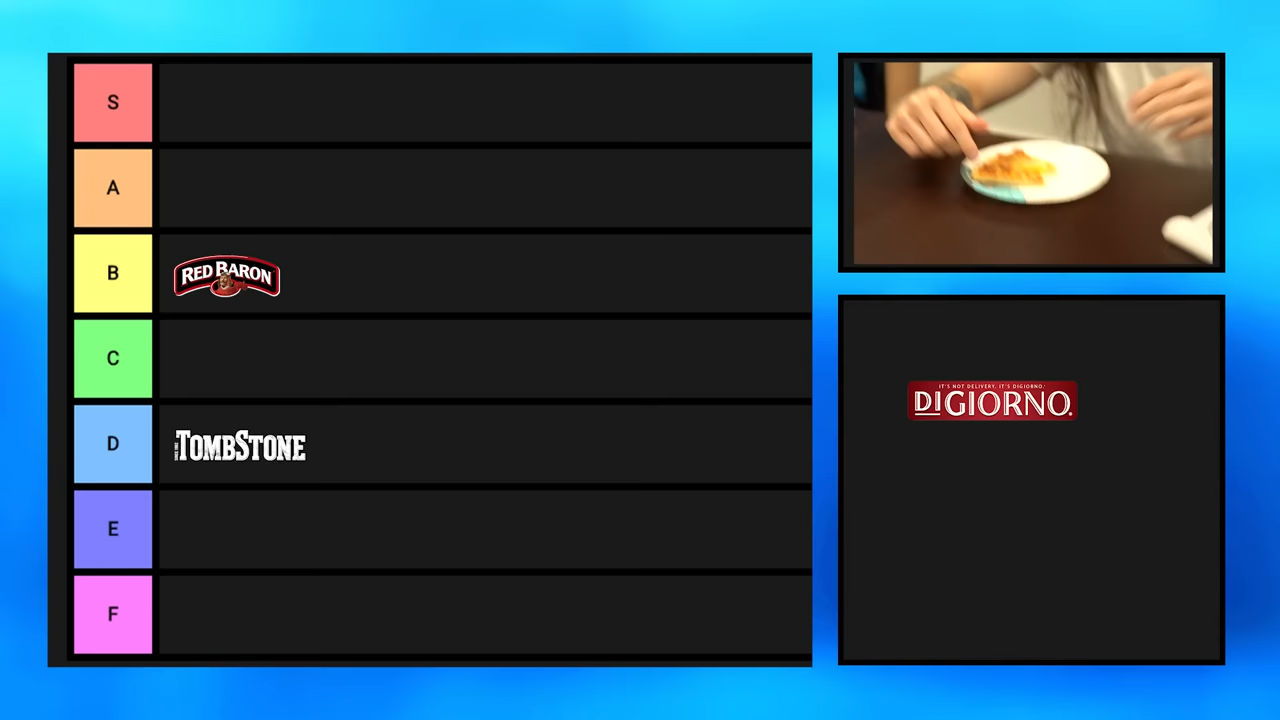 S
A
B
RED BARON
C
D
TOMBSTONE
E
F
IT'S NOT DELIVERY. IT'S DIGIORNO.
DIGIORNO